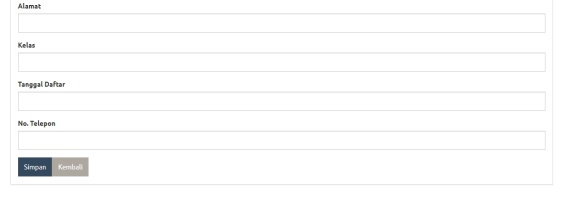 Alamat
Kelas
Tanggal Daftar
No. Telepon
Simpan Kembali